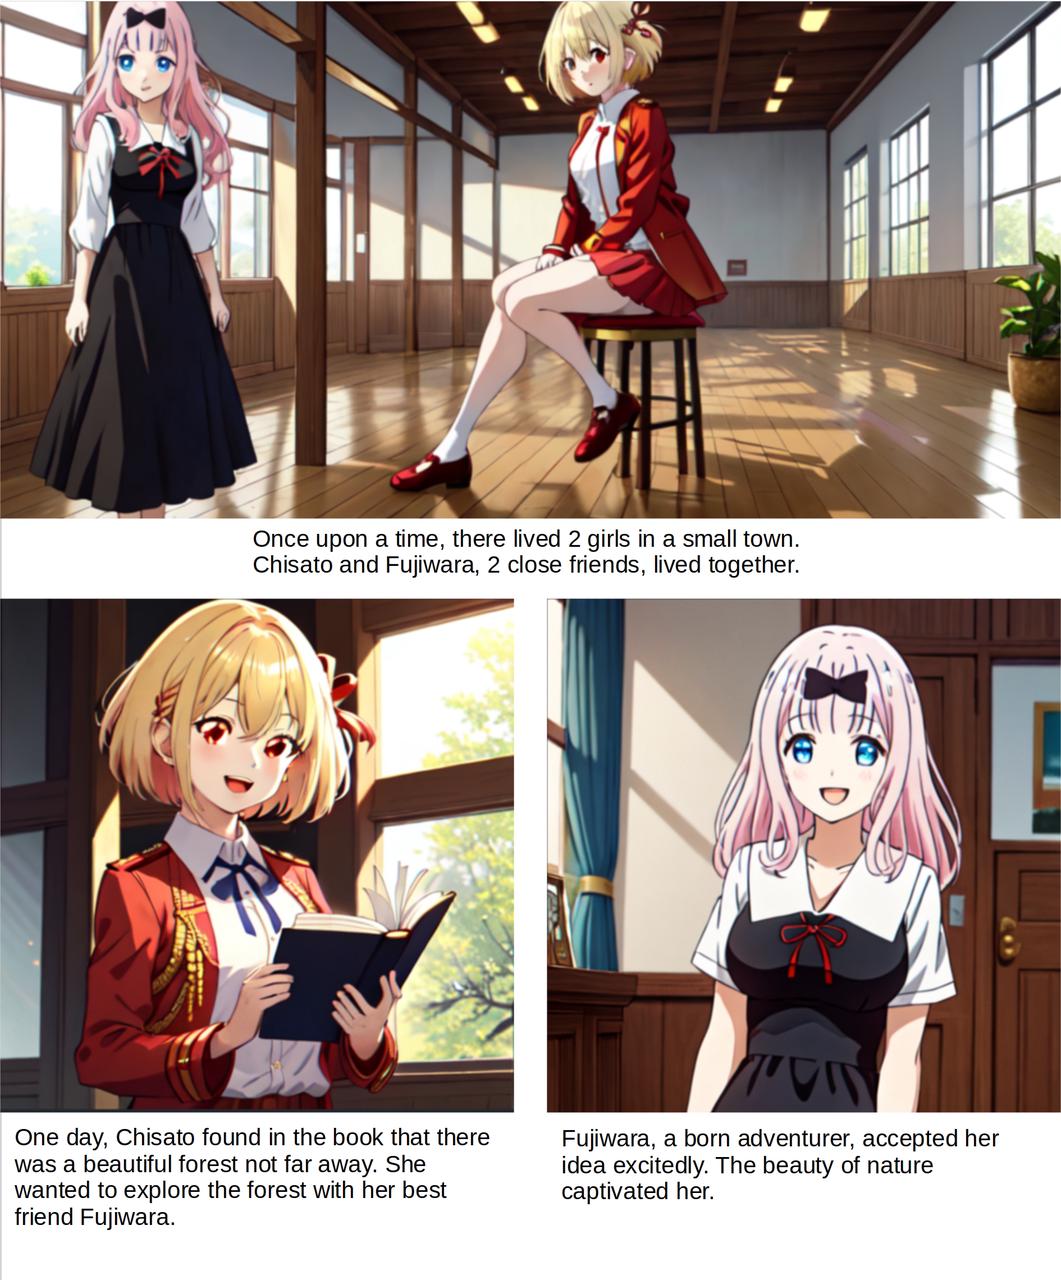 Once upon a time, there lived 2 girls in a small town.
Chisato and Fujiwara, 2 close friends, lived together.
One day, Chisato found in the book that there
was a beautiful forest not far away. She
wanted to explore the forest with her best
friend Fujiwara.
Fujiwara, a born adventurer, accepted her
idea excitedly. The beauty of nature
captivated her.